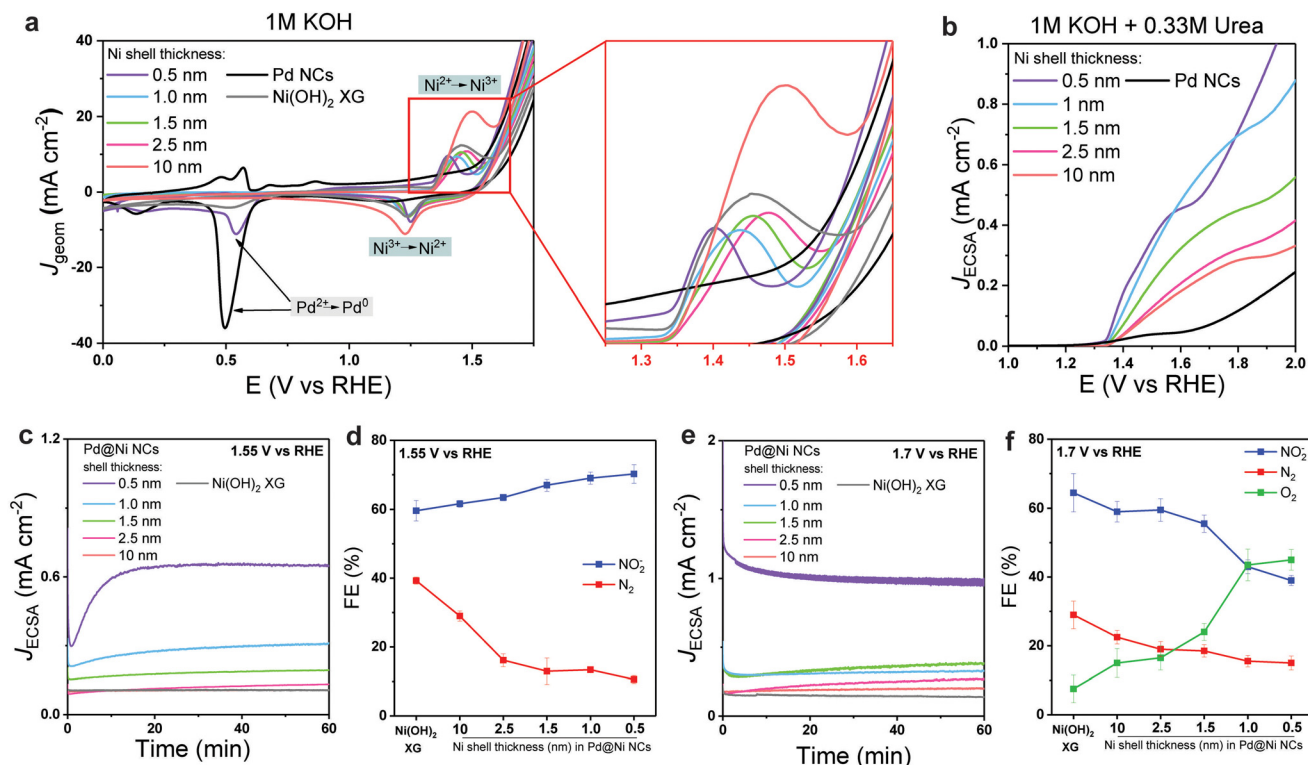 a
1M KOH
Ni shell thickness:
0.5 nm
1.0 nm
1.5 nm
2.5 nm
10 nm
Pd NCs
Ni(OH)₂ XG
Ni²⁺→Ni³⁺
Ni³⁺→Ni²⁺
Pd²⁺→Pd⁰
40
20
0
-20
-40
J_geom (mA cm⁻²)
0.0
0.5
1.0
1.5
E (V vs RHE)
1.3
1.4
1.5
1.6
b
1M KOH + 0.33M Urea
Ni shell thickness:
0.5 nm
1 nm
1.5 nm
2.5 nm
10 nm
Pd NCs
1.0
0.8
0.6
0.4
0.2
0.0
J_ECSA (mA cm⁻²)
1.0
1.2
1.4
1.6
1.8
2.0
E (V vs RHE)
c
Pd@Ni NCs
1.55 V vs RHE
shell thickness:
0.5 nm
1.0 nm
1.5 nm
2.5 nm
10 nm
Ni(OH)₂ XG
1.2
0.6
0.0
J_ECSA (mA cm⁻²)
0
20
40
60
Time (min)
d
1.55 V vs RHE
NO₂⁻
N₂
80
60
40
20
0
FE (%)
Ni(OH)₂
XG
10
2.5
1.5
1.0
0.5
Ni shell thickness (nm) in Pd@Ni NCs
e
Pd@Ni NCs
1.7 V vs RHE
shell thickness:
0.5 nm
1.0 nm
1.5 nm
2.5 nm
10 nm
Ni(OH)₂ XG
2
1
0
J_ECSA (mA cm⁻²)
0
20
40
60
Time (min)
f
1.7 V vs RHE
NO₂⁻
N₂
O₂
80
60
40
20
0
FE (%)
Ni(OH)₂
XG
10
2.5
1.5
1.0
0.5
Ni shell thickness (nm) in Pd@Ni NCs